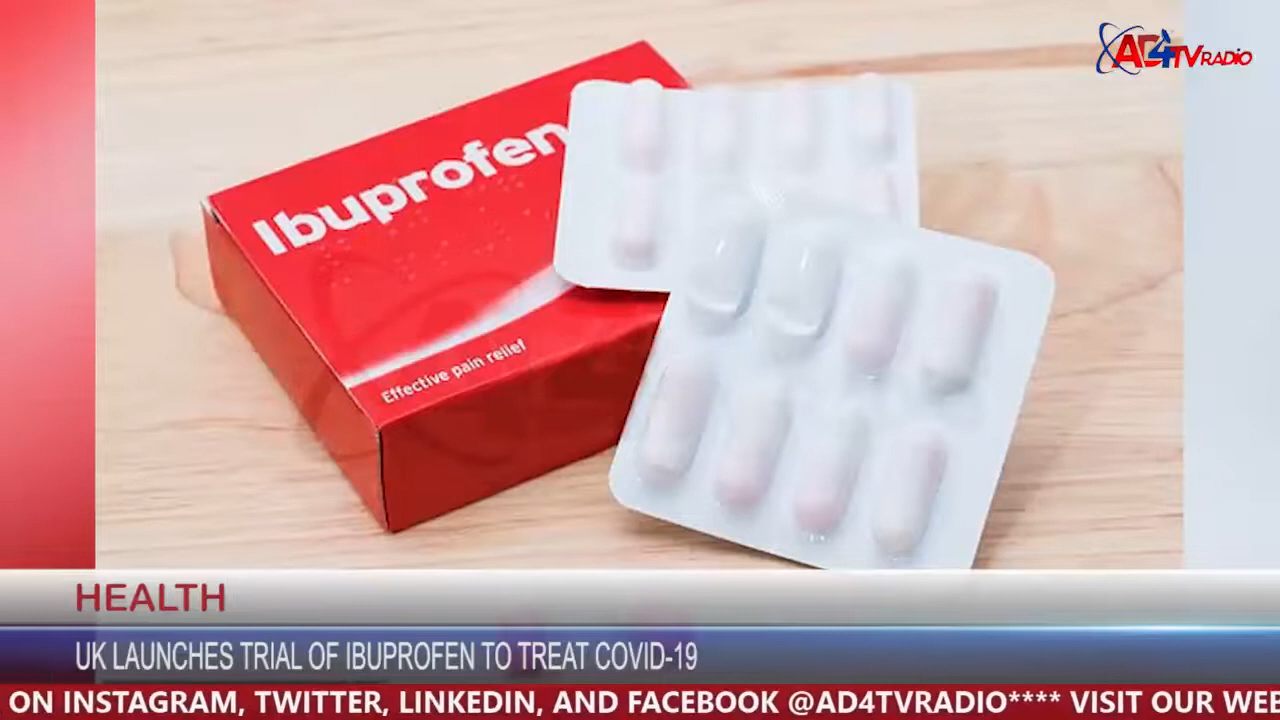 AD4TV RADIO
Ibuprofen
Effective pain relief
HEALTH
UK LAUNCHES TRIAL OF IBUPROFEN TO TREAT COVID-19
ON INSTAGRAM, TWITTER, LINKEDIN, AND FACEBOOK @AD4TVRADIO**** VISIT OUR WEB